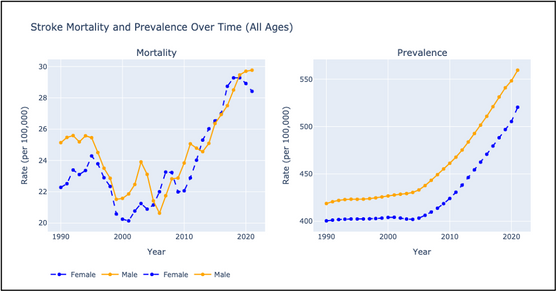 Stroke Mortality and Prevalence Over Time (All Ages)
Mortality
Prevalence
30
28
26
24
22
20
Rate (per 100,000)
1990
2000
2010
2020
Year
550
500
450
400
Rate (per 100,000)
1990
2000
2010
2020
Year
Female Male Female Male